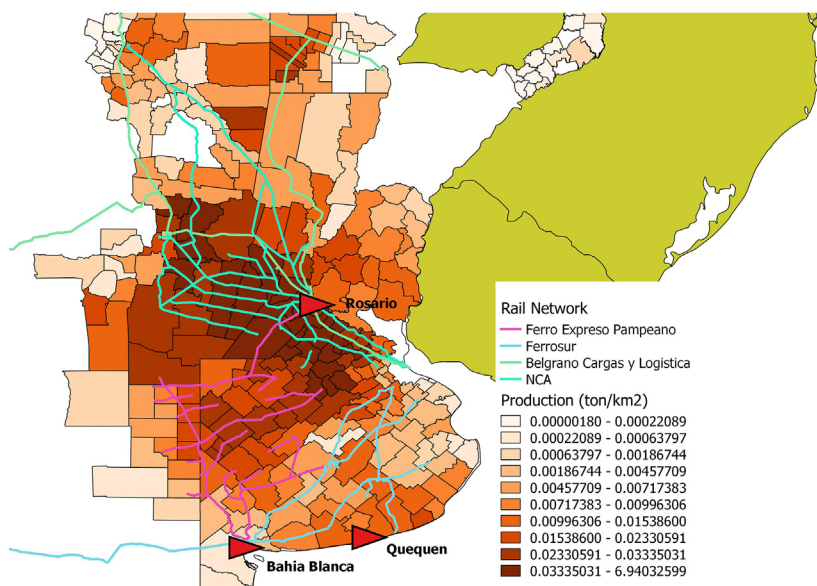 Rosário
Rail Network
Ferro Expreso Pampeano
Ferrosur
Belgrano Cargas y Logistica
NCA
Production (ton/km2)
0.00000180 - 0.00022089
0.00022089 - 0.00063797
0.00063797 - 0.00186744
0.00186744 - 0.00457709
0.00457709 - 0.00717383
0.00717383 - 0.00996306
0.00996306 - 0.01538600
0.01538600 - 0.02330591
0.02330591 - 0.03335031
0.03335031 - 6.94032599
Quequen
Bahia Blanca